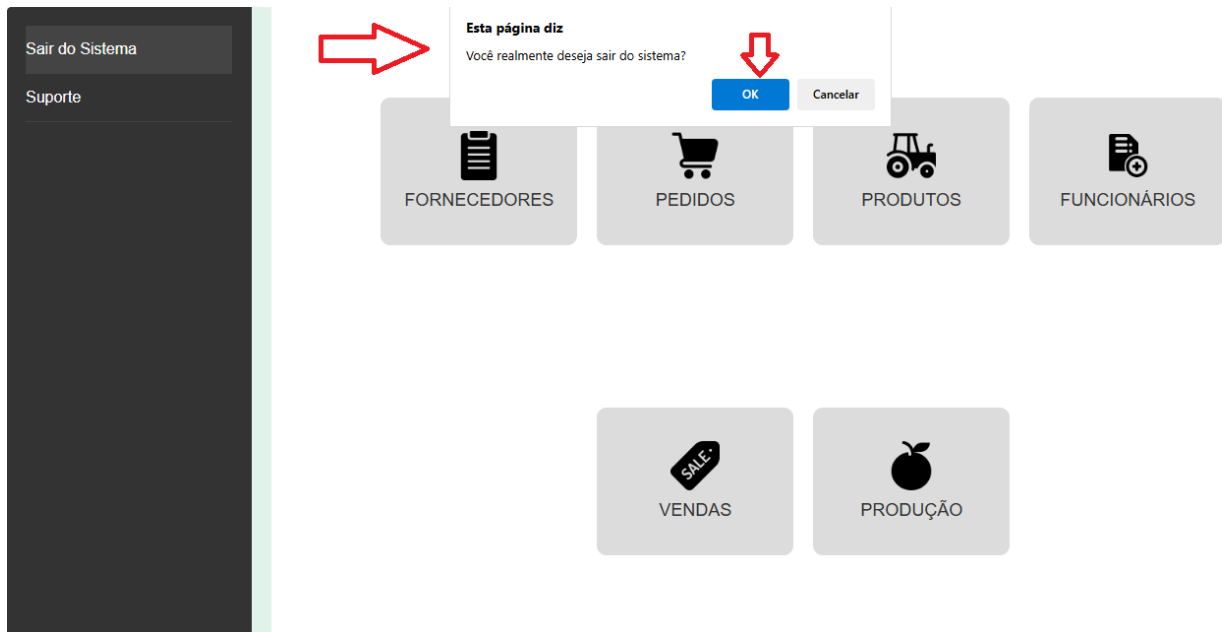 Sair do Sistema
Suporte
Esta página diz
Você realmente deseja sair do sistema?
OK
Cancelar
FORNECEDORES
PEDIDOS
PRODUTOS
FUNCIONÁRIOS
SALE
VENDAS
PRODUÇÃO